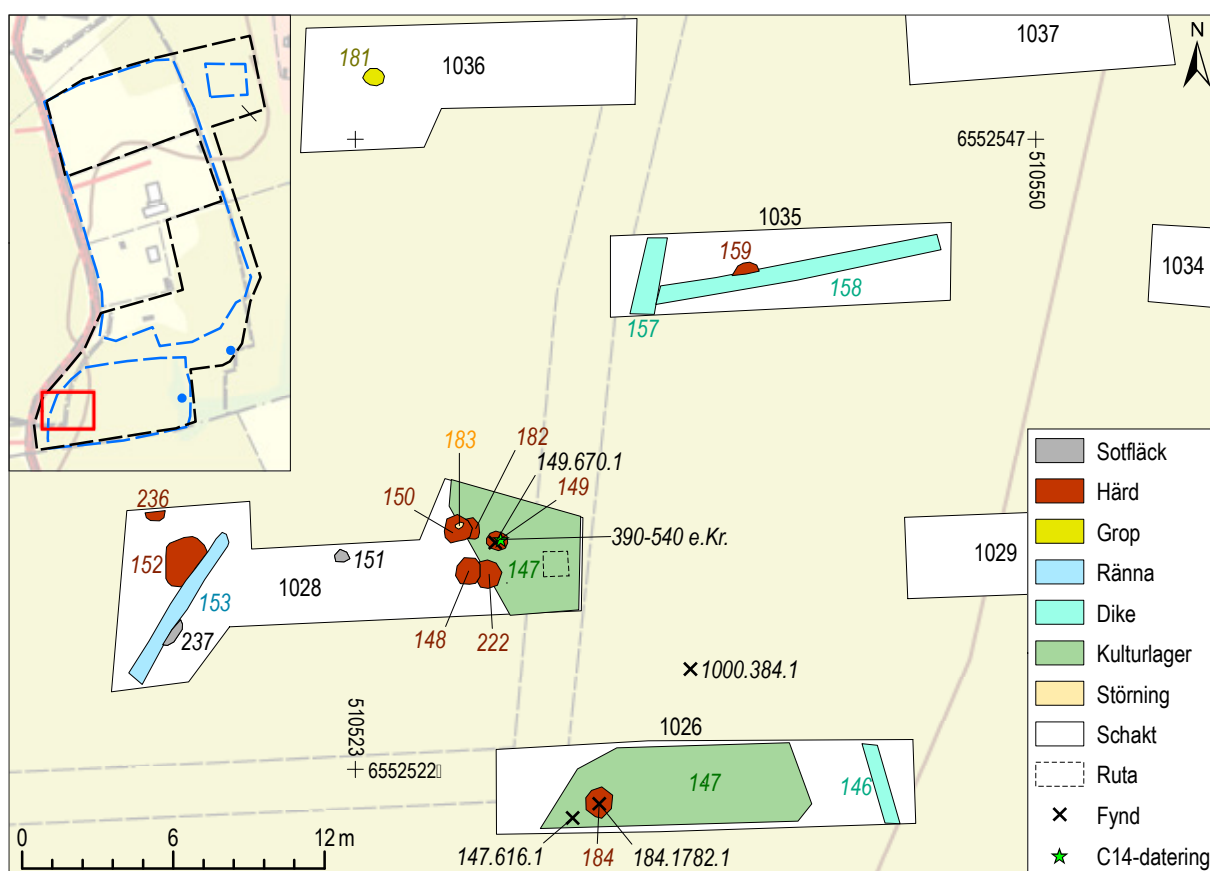 181
1036
1037
N
6552547
510550
1035
159
158
157
1034
183
182
149.670.1
149
150
236
390-540 e.Kr.
152
151
1028
147
153
237
148
222
1029
1000.384.1
510523
6552522
1026
147
146
147.616.1
184
184.1782.1
0 6 12 m
Sotfläck
Härd
Grop
Ränna
Dike
Kulturlager
Störning
Schakt
Ruta
Fynd
C14-datering